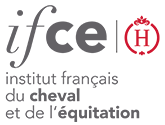 ifce H
institut français
du cheval
et de l'équitation